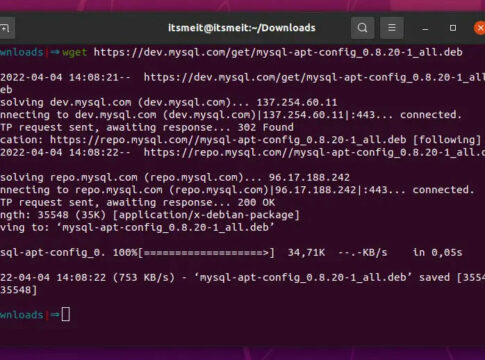 itsmeit@itsmeit:~/Downloads
wnloads|⇒wget https://dev.mysql.com/get/mysql-apt-config_0.8.20-1_all.deb
2022-04-04 14:08:21-- https://dev.mysql.com/get/mysql-apt-config_0.8.20-1_all
eb
solving dev.mysql.com (dev.mysql.com)... 137.254.60.11
nnecting to dev.mysql.com (dev.mysql.com)|137.254.60.11|:443... connected.
TP request sent, awaiting response... 302 Found
cation: https://repo.mysql.com//mysql-apt-config_0.8.20-1_all.deb [following]
2022-04-04 14:08:22-- https://repo.mysql.com//mysql-apt-config_0.8.20-1_all.d
solving repo.mysql.com (repo.mysql.com)... 96.17.188.242
nnecting to repo.mysql.com (repo.mysql.com)|96.17.188.242|:443... connected.
TP request sent, awaiting response... 200 OK
ngth: 35548 (35K) [application/x-debian-package]
ving to: ‘mysql-apt-config_0.8.20-1_all.deb’
sql-apt-config_0. 100%[===================>] 34,71K --.-KB/s in 0,05s
22-04-04 14:08:22 (753 KB/s) - ‘mysql-apt-config_0.8.20-1_all.deb’ saved [355
35548]
wnloads|⇒